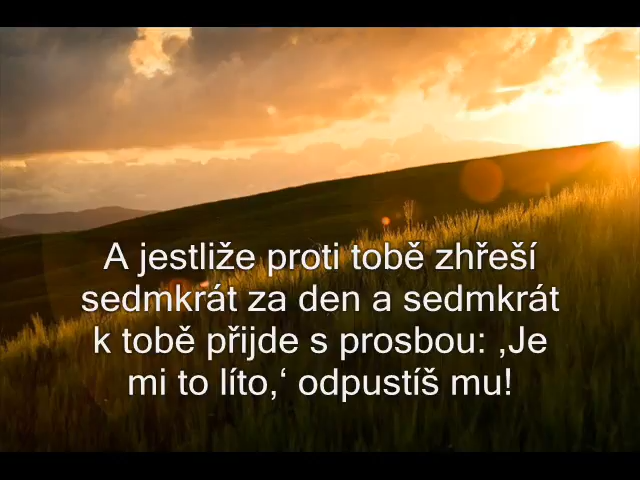 A jestliže proti tobě zhřeší
sedmkrát za den a sedmkrát
k tobě přijde s prosbou: ‚Je
mi to líto,‘ odpustíš mu!